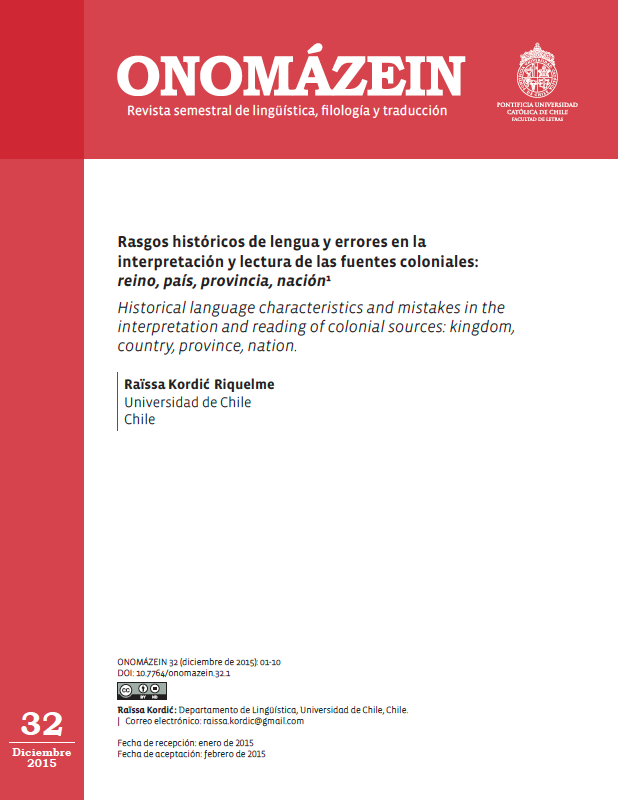 ONOMÁZEIN
Revista semestral de lingüística, filología y traducción
PONTIFICIA UNIVERSIDAD
CATÓLICA DE CHILE
FACULTAD DE LETRAS
Rasgos históricos de lengua y errores en la
interpretación y lectura de las fuentes coloniales:
reino, país, provincia, nación¹
Historical language characteristics and mistakes in the
interpretation and reading of colonial sources: kingdom,
country, province, nation.
Raïssa Kordić Riquelme
Universidad de Chile
Chile
ONOMÁZEIN 32 (diciembre de 2015): 01-10
DOI: 10.7764/onomazein.32.1
cc
BY NC
Raïssa Kordić: Departamento de Lingüística, Universidad de Chile, Chile.
| Correo electrónico: raissa.kordic@gmail.com
Fecha de recepción: enero de 2015
Fecha de aceptación: febrero de 2015
32
Diciembre
2015